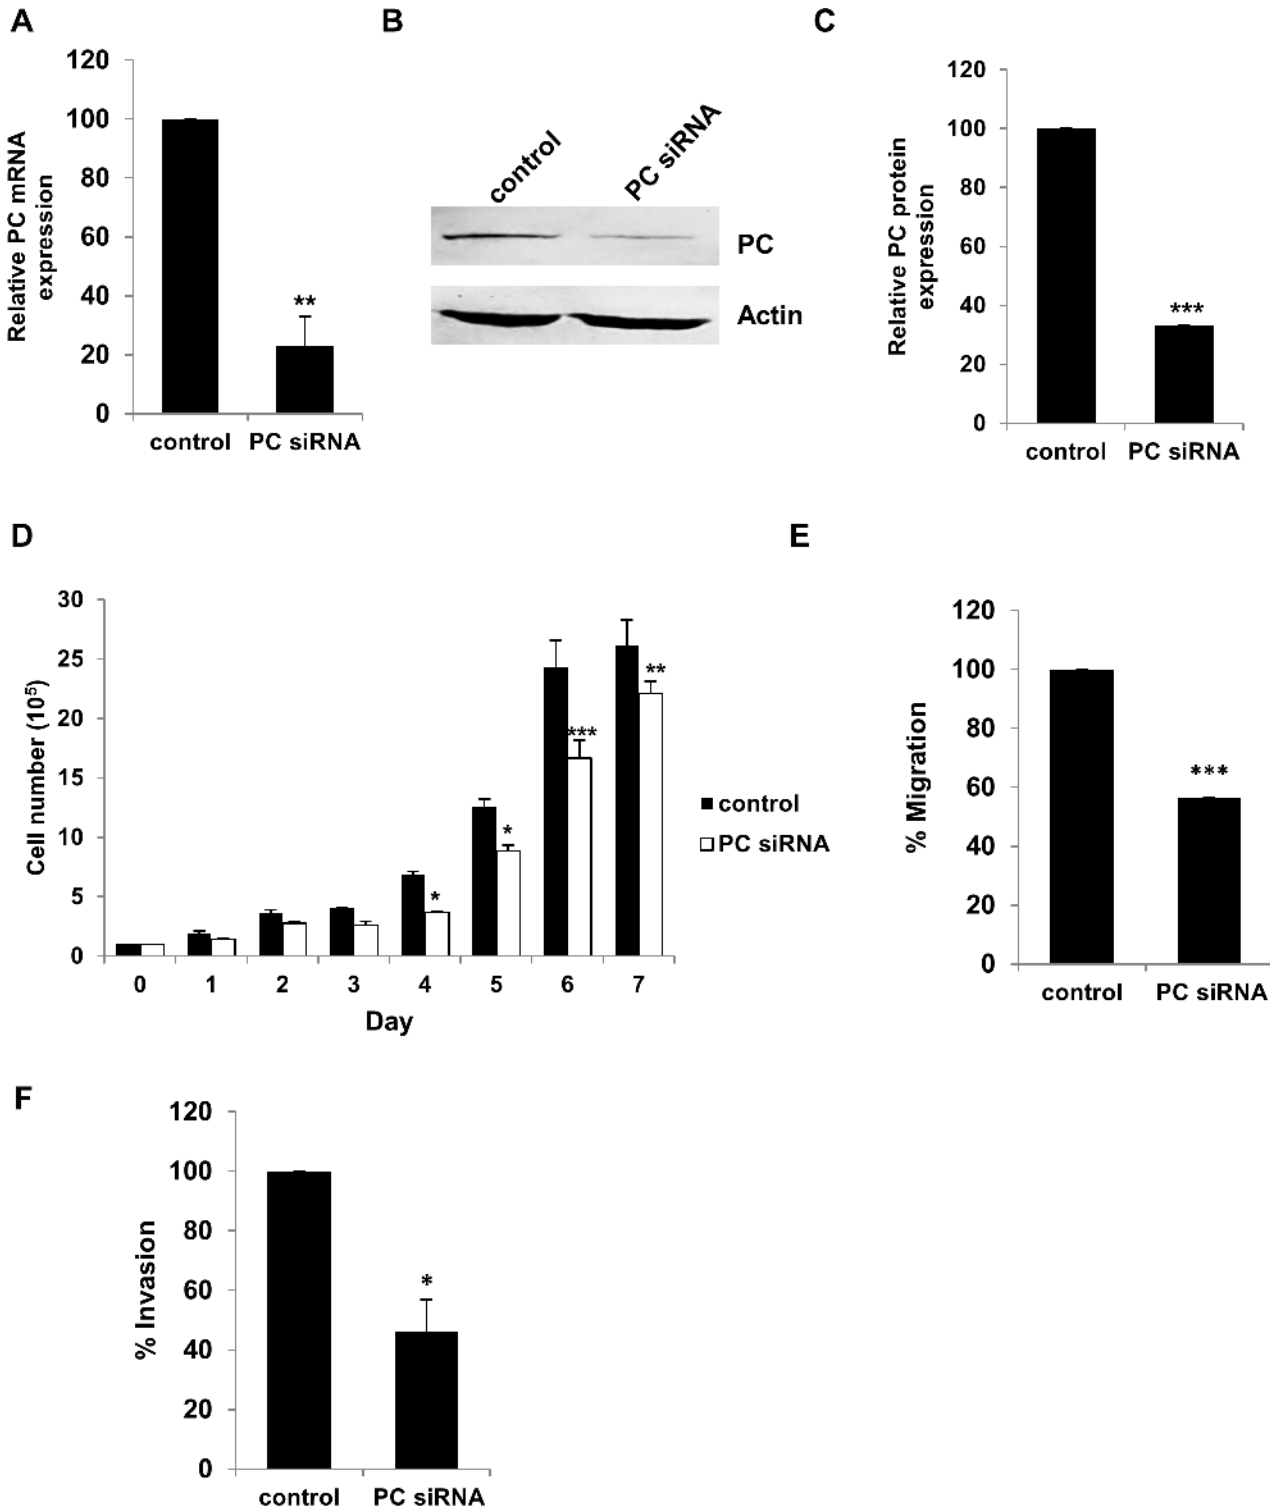 A
120
100
80
60
40
20
0
Relative PC mRNA
expression
**
control PC siRNA
B
control
PC siRNA
PC
Actin
C
120
100
80
60
40
20
0
Relative PC protein
expression
***
control PC siRNA
D
30
25
20
15
10
5
0
Cell number (10⁵)
*
*
***
**
0 1 2 3 4 5 6 7
Day
control
PC siRNA
E
120
100
80
60
40
20
0
% Migration
***
control PC siRNA
F
120
100
80
60
40
20
0
% Invasion
*
control PC siRNA